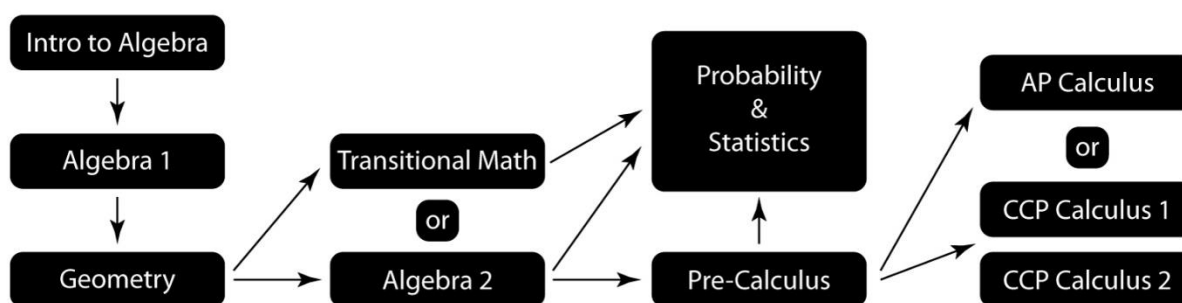 Intro to Algebra
Algebra 1
Geometry
Transitional Math
or
Algebra 2
Probability
&
Statistics
Pre-Calculus
AP Calculus
or
CCP Calculus 1
CCP Calculus 2